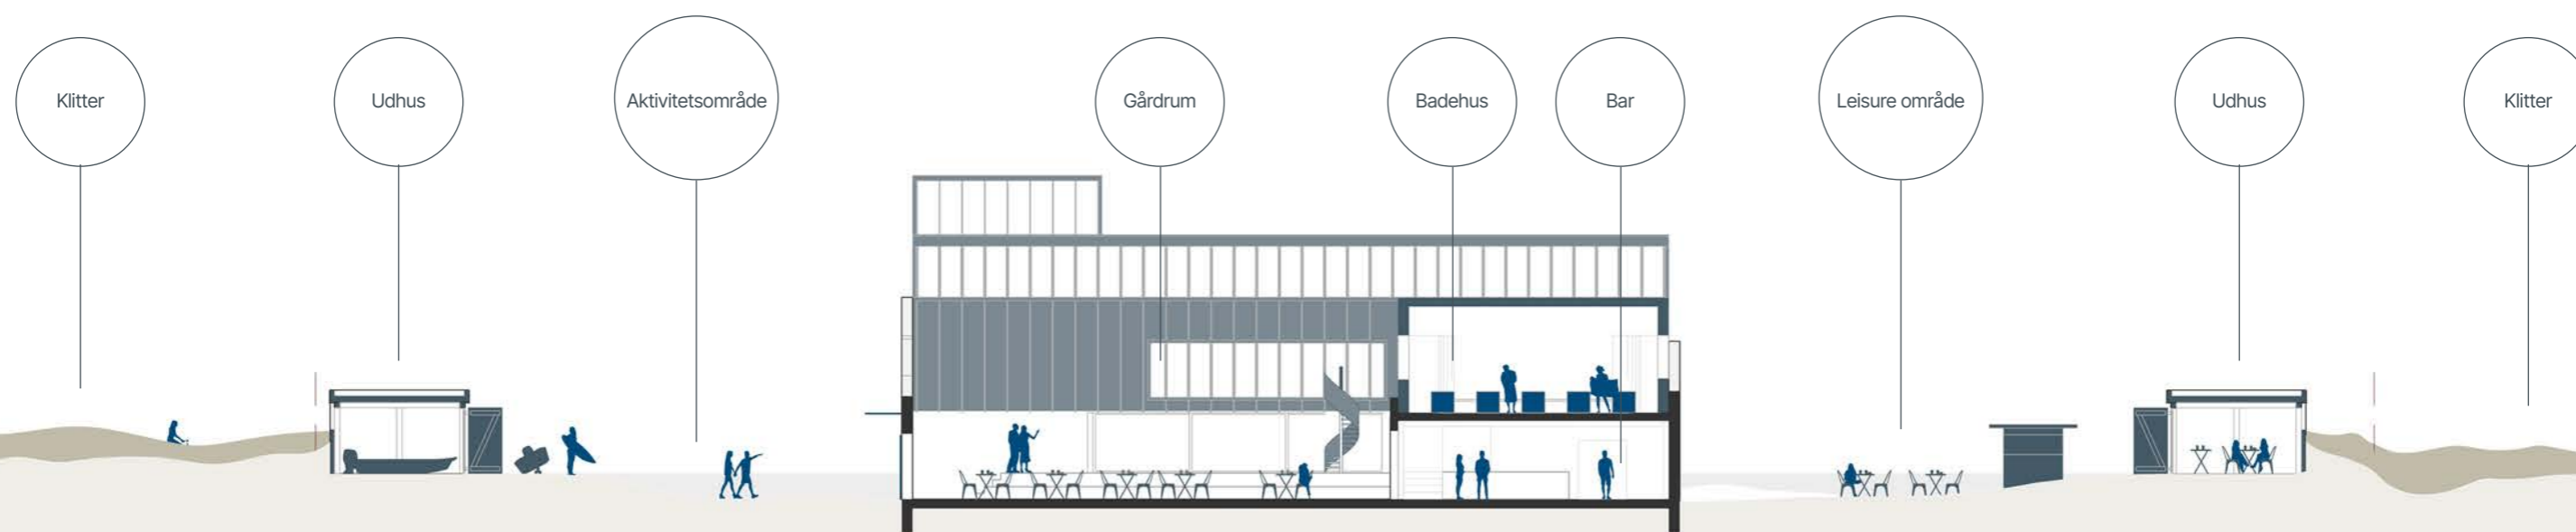 Klitter
Udhus
Aktivitetsområde
Gårdrum
Badehus
Bar
Leisure område
Udhus
Klitter